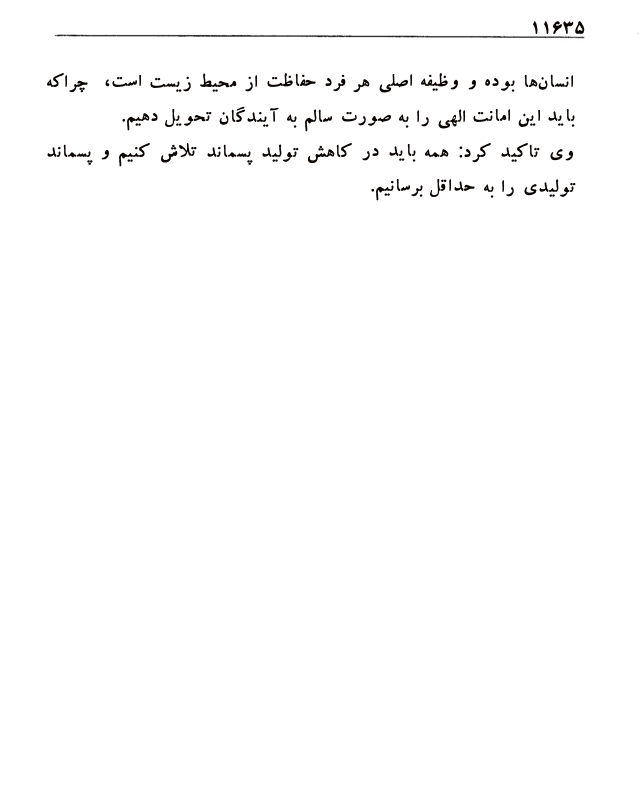 ۱۱۶۳۵
انسان‌ها بوده و وظیفه اصلی هر فرد حفاظت از محیط زیست است، چراکه
باید این امانت الهی را به صورت سالم به آیندگان تحویل دهیم.
وی تاکید کرد: همه باید در کاهش تولید پسماند تلاش کنیم و پسماند
تولیدی را به حداقل برسانیم.